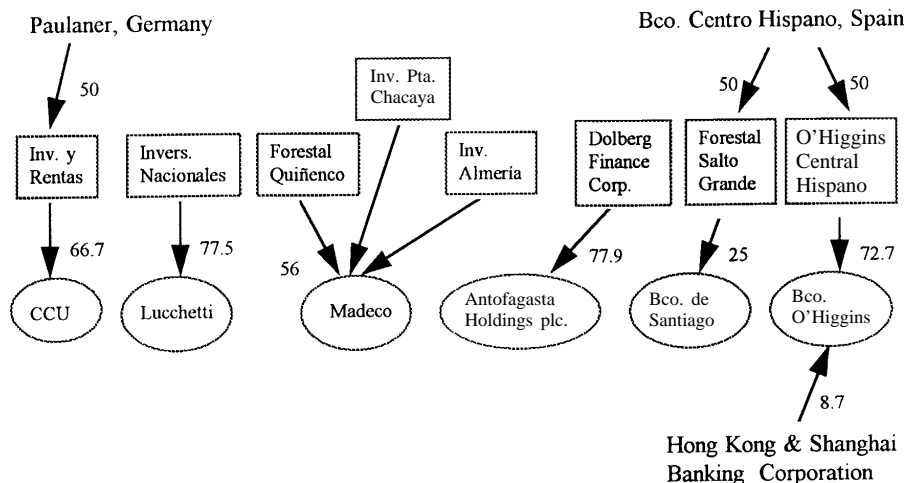 Paulaner, Germany
Bco. Centro Hispano, Spain
50
Inv. Pta.
Chacaya
50
50
Inv. y
Rentas
Invers.
Nacionales
Forestal
Quiñenco
Inv.
Almería
Dolberg
Finance
Corp.
Forestal
Salto
Grande
O'Higgins
Central
Hispano
66.7
77.5
56
77.9
25
72.7
CCU
Lucchetti
Madeco
Antofagasta
Holdings plc.
Bco. de
Santiago
Bco.
O'Higgins
8.7
Hong Kong & Shanghai
Banking Corporation